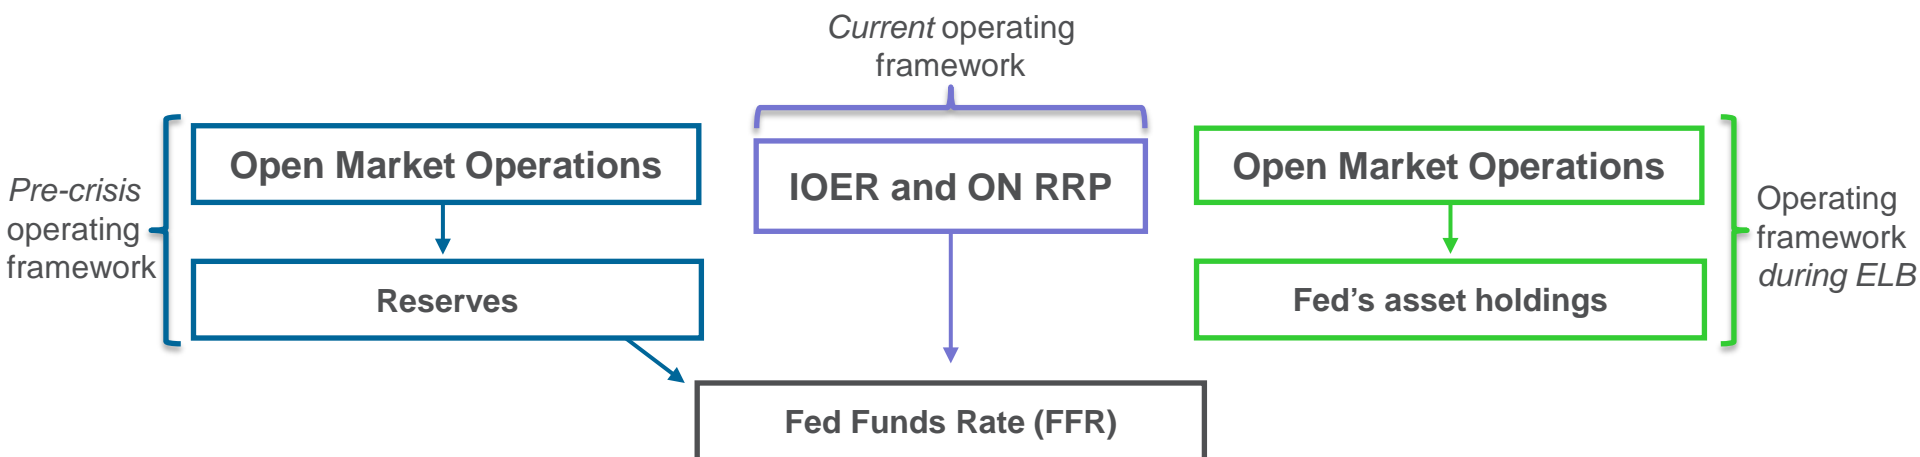 Current operating
framework
Pre-crisis
operating
framework
Open Market Operations
Reserves
IOER and ON RRP
Open Market Operations
Fed’s asset holdings
Operating
framework
during ELB
Fed Funds Rate (FFR)